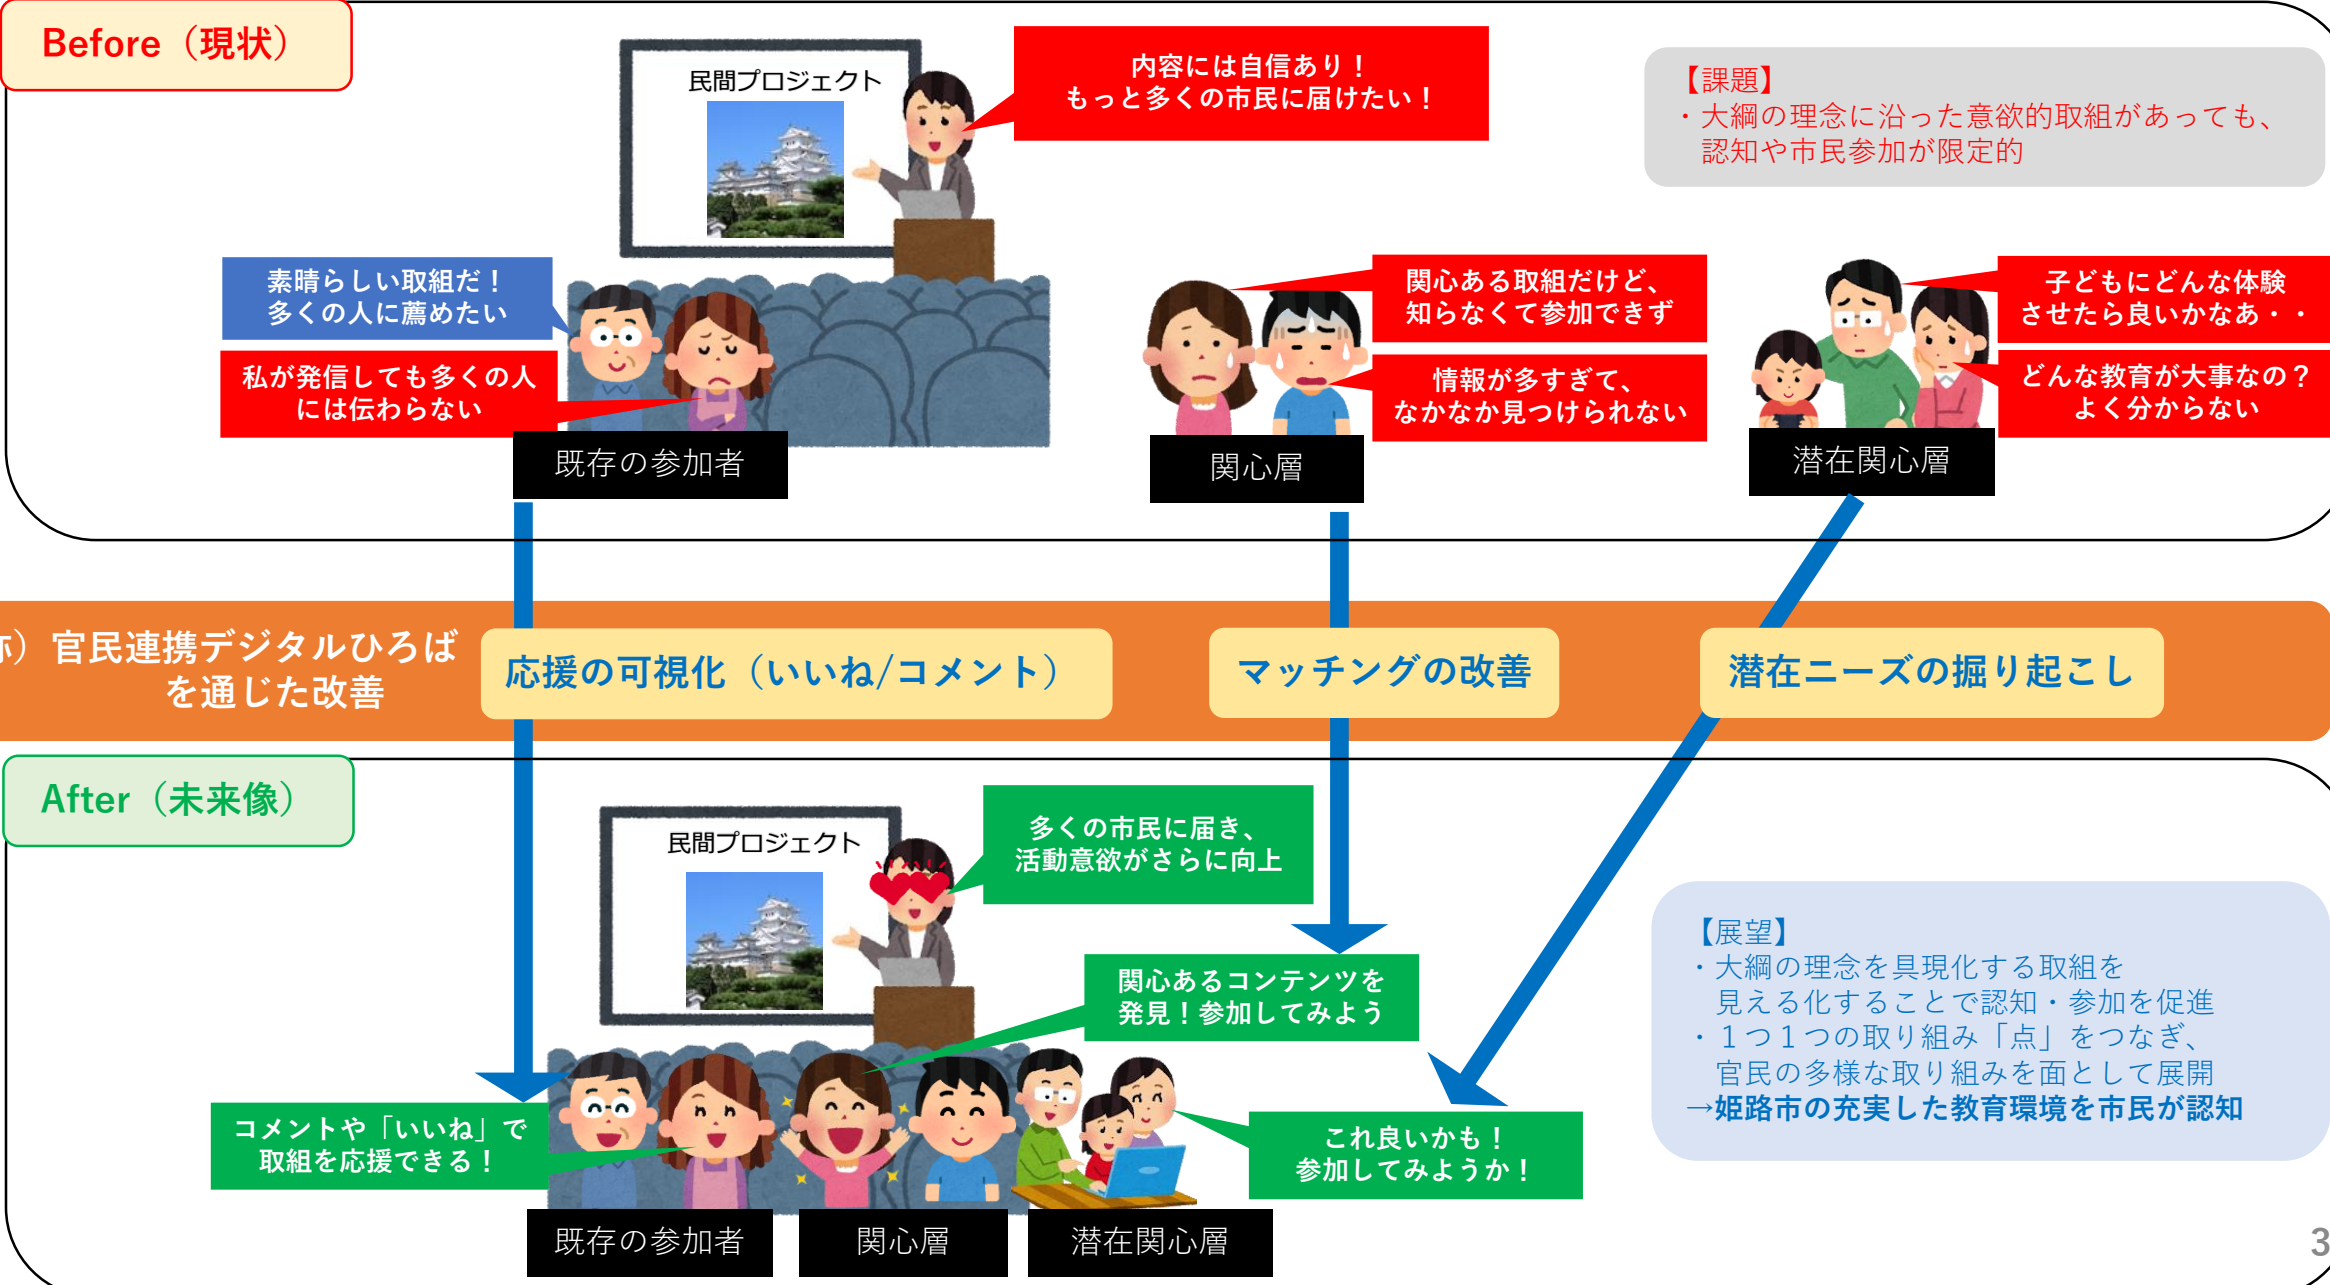 Before（現状）
民間プロジェクト
内容には自信あり！
もっと多くの市民に届けたい！
【課題】
・大綱の理念に沿った意欲的取組があっても、
認知や市民参加が限定的
素晴らしい取組だ！
多くの人に薦めたい
私が発信しても多くの人
には伝わらない
既存の参加者
関心ある取組だけど、
知らなくて参加できず
情報が多すぎて、
なかなか見つけられない
関心層
子どもにどんな体験
させたら良いかなあ・・
どんな教育が大事なの？
よく分からない
潜在関心層
称）官民連携デジタルひろば
を通じた改善
応援の可視化（いいね/コメント）
マッチングの改善
潜在ニーズの掘り起こし
After（未来像）
民間プロジェクト
多くの市民に届き、
活動意欲がさらに向上
関心あるコンテンツを
発見！参加してみよう
コメントや「いいね」で
取組を応援できる！
これ良いかも！
参加してみようか！
既存の参加者
関心層
潜在関心層
【展望】
・大綱の理念を具現化する取組を
見える化することで認知・参加を促進
・１つ１つの取り組み「点」をつなぎ、
官民の多様な取り組みを面として展開
→姫路市の充実した教育環境を市民が認知
3